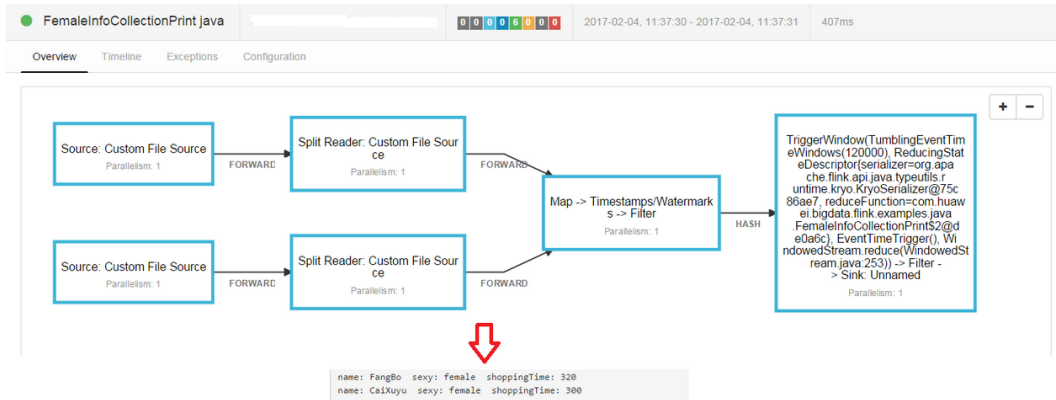 FemaleInfoCollectionPrint java
0 0 0 0 6 0 0 0
2017-02-04, 11:37:30 - 2017-02-04, 11:37:31
407ms
Overview
Timeline
Exceptions
Configuration
+ −
Source: Custom File Source
Parallelism: 1
FORWARD
Split Reader: Custom File Sour
ce
Parallelism: 1
FORWARD
Source: Custom File Source
Parallelism: 1
FORWARD
Split Reader: Custom File Sour
ce
Parallelism: 1
FORWARD
Map -> Timestamps/Watermark
s -> Filter
Parallelism: 1
HASH
TriggerWindow(TumblingEventTim
eWindows(120000), ReducingStat
eDescriptor{serializer=org.apa
che.flink.api.java.typeutils.r
untime.kryo.KryoSerializer@75c
86ae7, reduceFunction=com.huaw
ei.bigdata.flink.examples.java
.FemaleInfoCollectionPrint$2@d
e0a6c}, EventTimeTrigger(), Wi
ndowedStream.reduce(WindowedSt
ream.java:253)) -> Filter -
> Sink: Unnamed
Parallelism: 1
name: FangBo sexy: female shoppingTime: 320
name: CaiXuyu sexy: female shoppingTime: 300